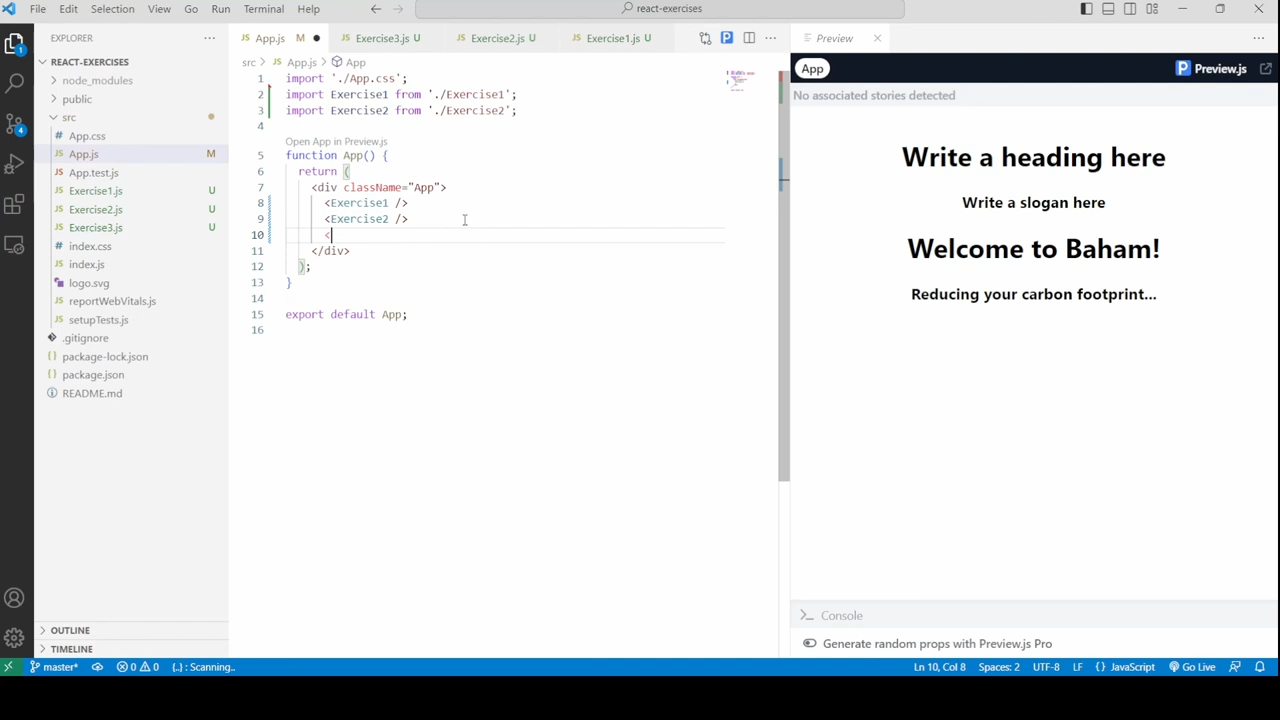 File Edit Selection View Go Run Terminal Help react-exercises
EXPLORER
App.js M Exercise3.js U Exercise2.js U Exercise1.js U
Preview
REACT-EXERCISES
node_modules
public
src
App.css
App.js M
App.test.js
Exercise1.js U
Exercise2.js U
Exercise3.js U
index.css
index.js
logo.svg
reportWebVitals.js
setupTests.js
.gitignore
package-lock.json
package.json
README.md
OUTLINE
TIMELINE
1
4
src > App.js > App
1 import './App.css';
2 import Exercise1 from './Exercise1';
3 import Exercise2 from './Exercise2';
4
Open App in Preview.js
5 function App() {
6 return (
7 <div className="App">
8 <Exercise1 />
9 <Exercise2 />
10 <
11 </div>
12 );
13 }
14
15 export default App;
16
App
Preview.js
No associated stories detected
Write a heading here
Write a slogan here
Welcome to Baham!
Reducing your carbon footprint...
Console
Generate random props with Preview.js Pro
master* 0 0 {..} : Scanning.. Ln 10, Col 8 Spaces: 2 UTF-8 LF {} JavaScript Go Live